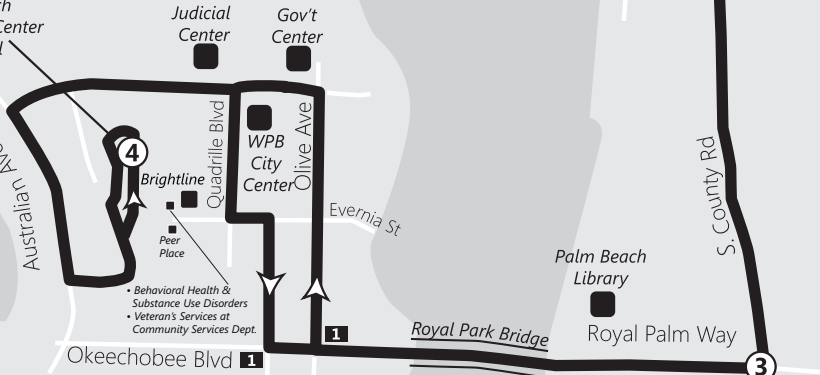 Center
Judicial
Center
Gov't
Center
WPB
City
Center
Quadrille Blvd
Olive Ave
Australian Ave
4
Brightline
Peer
Place
Evernia St
• Behavioral Health &
Substance Use Disorders
• Veteran's Services at
Community Services Dept.
S. County Rd
Palm Beach
Library
Royal Palm Way
1
Royal Park Bridge
Okeechobee Blvd 1
3